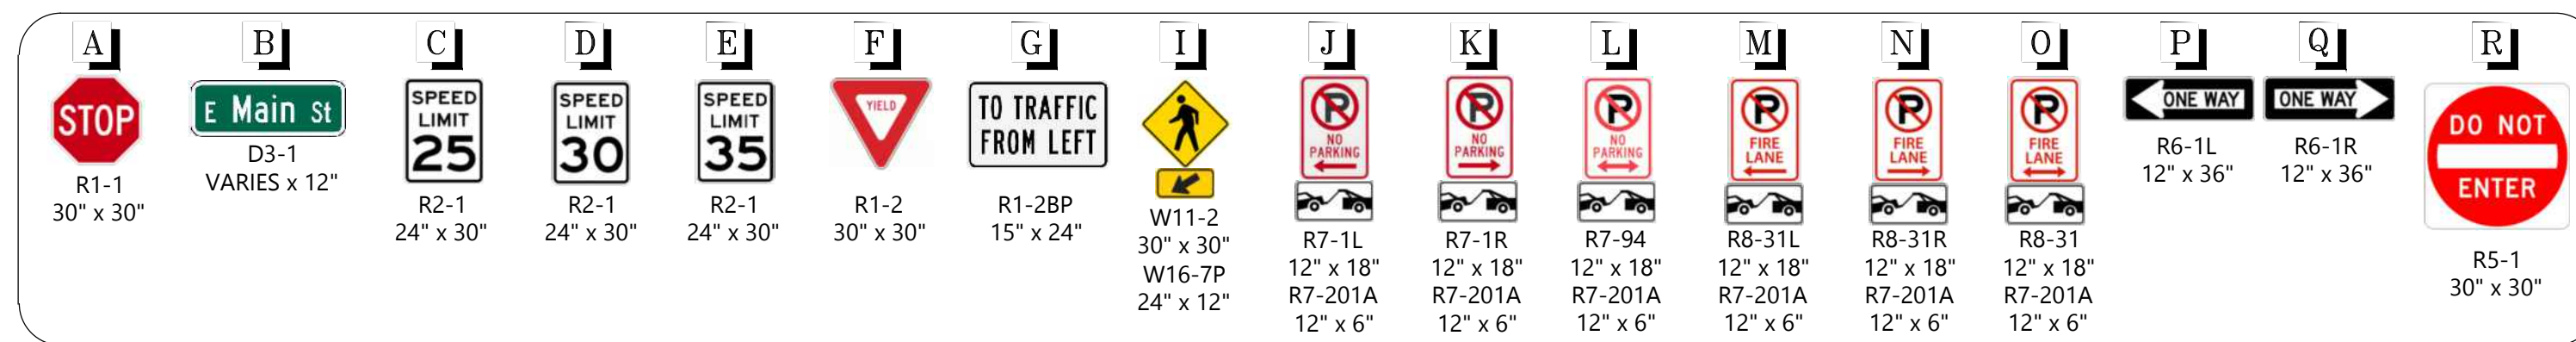 A
STOP
R1-1
30" x 30"
B
E Main St
D3-1
VARIES x 12"
C
SPEED
LIMIT
25
R2-1
24" x 30"
D
SPEED
LIMIT
30
R2-1
24" x 30"
E
SPEED
LIMIT
35
R2-1
24" x 30"
F
YIELD
R1-2
30" x 30"
G
TO TRAFFIC
FROM LEFT
R1-2BP
15" x 24"
I
W11-2
30" x 30"
W16-7P
24" x 12"
J
P
NO
PARKING
R7-1L
12" x 18"
R7-201A
12" x 6"
K
P
NO
PARKING
R7-1R
12" x 18"
R7-201A
12" x 6"
L
P
NO
PARKING
R7-94
12" x 18"
R7-201A
12" x 6"
M
P
FIRE
LANE
R8-31L
12" x 18"
R7-201A
12" x 6"
N
P
FIRE
LANE
R8-31R
12" x 18"
R7-201A
12" x 6"
O
P
FIRE
LANE
R8-31
12" x 18"
R7-201A
12" x 6"
P
ONE WAY
R6-1L
12" x 36"
Q
ONE WAY
R6-1R
12" x 36"
R
DO NOT
ENTER
R5-1
30" x 30"